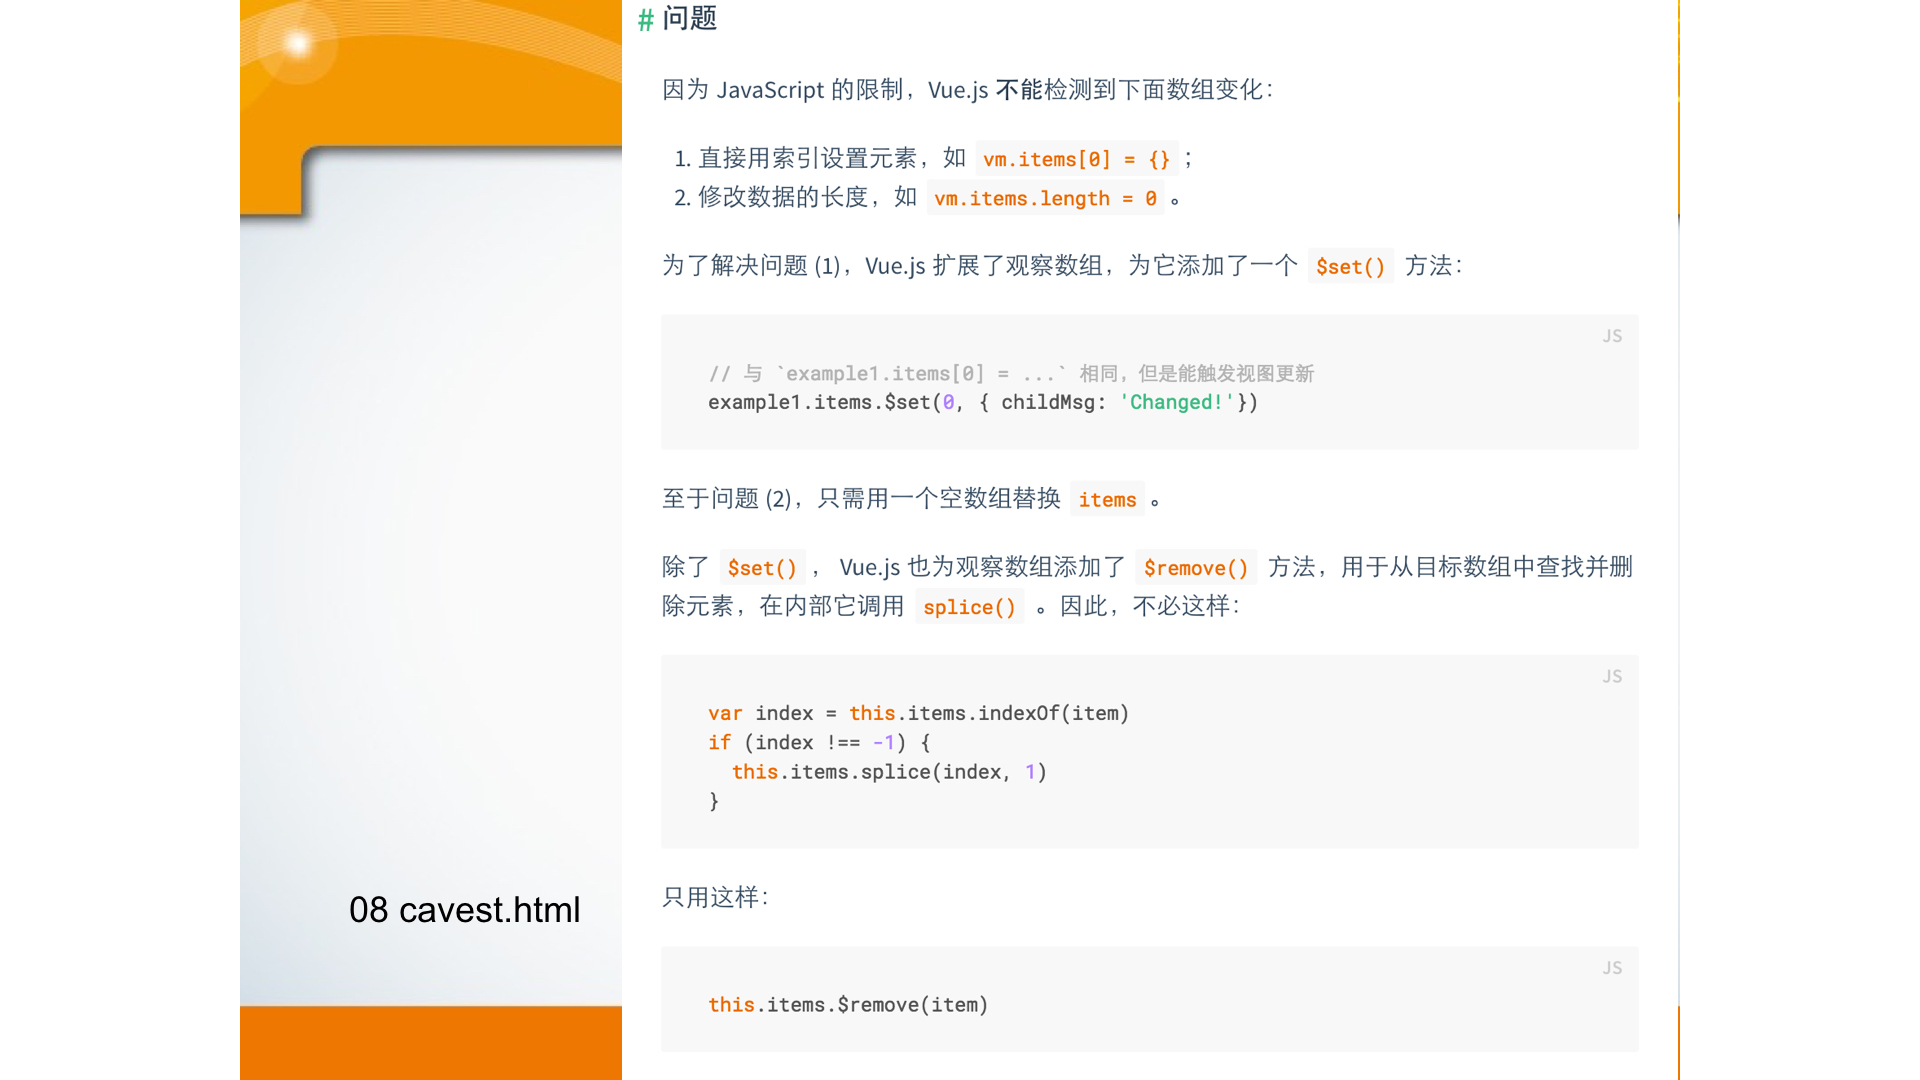 # 问题
因为 JavaScript 的限制，Vue.js 不能检测到下面数组变化：
1. 直接用索引设置元素，如 vm.items[0] = {} ；
2. 修改数据的长度，如 vm.items.length = 0 。
为了解决问题 (1)，Vue.js 扩展了观察数组，为它添加了一个 $set() 方法：
JS
// 与 `example1.items[0] = ...` 相同，但是能触发视图更新
example1.items.$set(0, { childMsg: 'Changed!'})
至于问题 (2)，只需用一个空数组替换 items 。
除了 $set() ， Vue.js 也为观察数组添加了 $remove() 方法，用于从目标数组中查找并删
除元素，在内部它调用 splice() 。因此，不必这样：
JS
var index = this.items.indexOf(item)
if (index !== -1) {
  this.items.splice(index, 1)
}
只用这样：
JS
this.items.$remove(item)
08 cavest.html